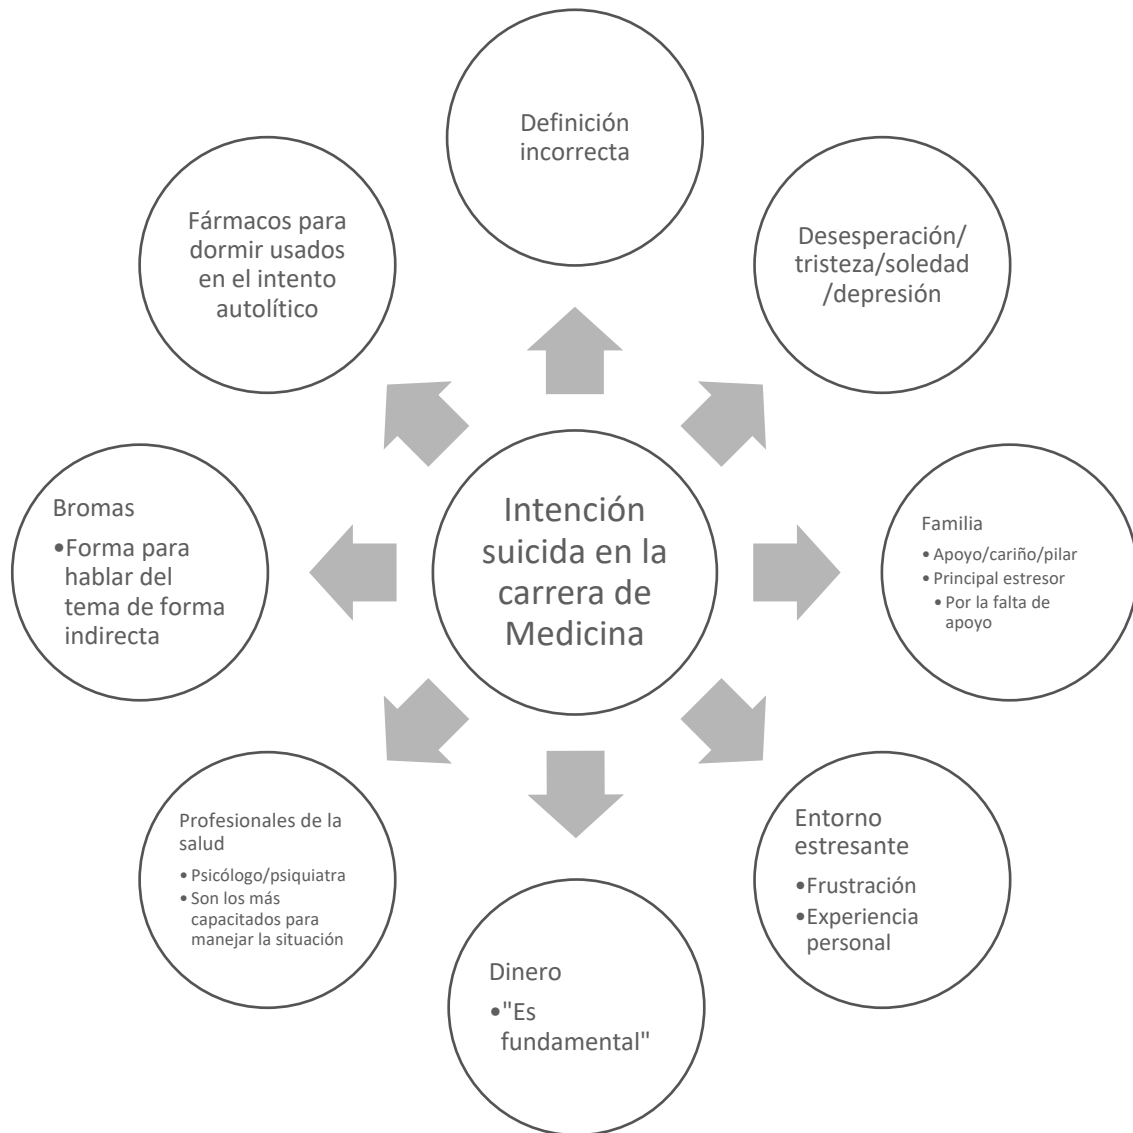 Definición
incorrecta
Desesperación/
tristeza/soledad
/depresión
Familia
•Apoyo/cariño/pilar
•Principal estresor
•Por la falta de
apoyo
Entorno
estresante
•Frustración
•Experiencia
personal
Dinero
•"Es
fundamental"
Profesionales de la
salud
•Psicólogo/psiquiatra
•Son los más
capacitados para
manejar la situación
Bromas
•Forma para
hablar del
tema de forma
indirecta
Fármacos para
dormir usados
en el intento
autolítico
Intención
suicida en la
carrera de
Medicina